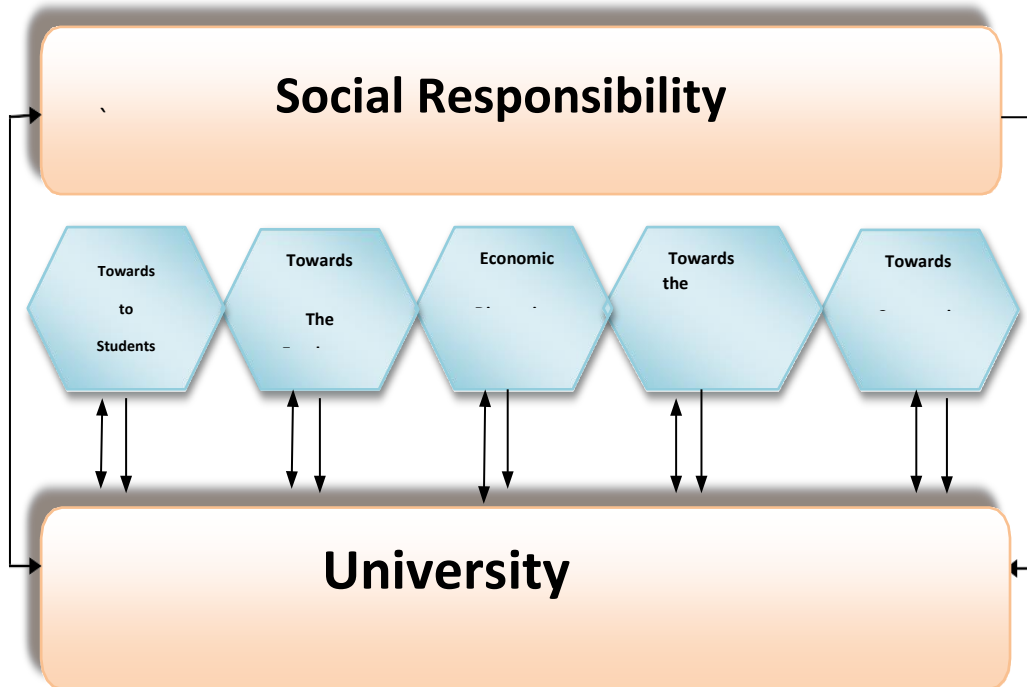 Social Responsibility
`
Towards
to
Students
Towards
The
Economic
Towards
the
Towards
University